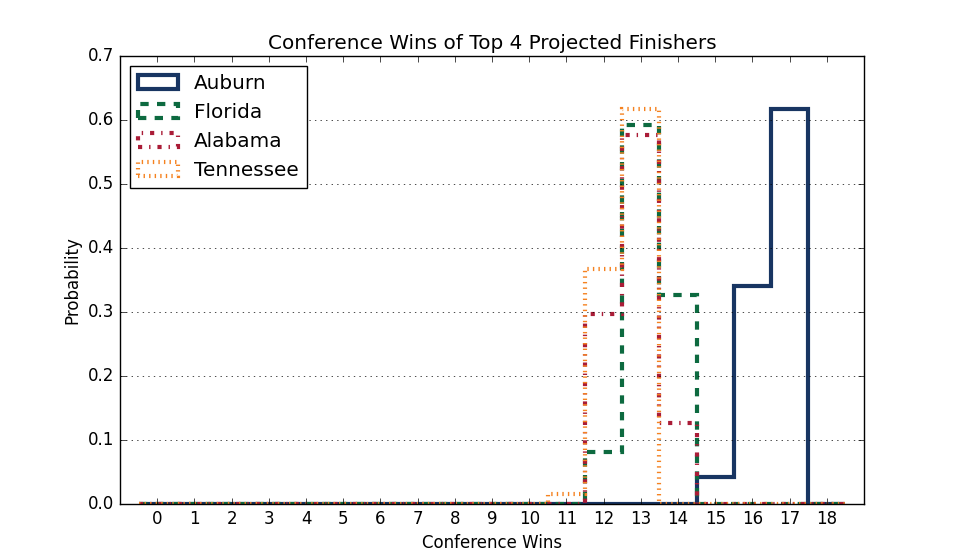 Conference Wins of Top 4 Projected Finishers
0.7
0.6
0.5
0.4
0.3
0.2
0.1
0.0
Probability
Auburn
Florida
Alabama
Tennessee
0 1 2 3 4 5 6 7 8 9 10 11 12 13 14 15 16 17 18
Conference Wins